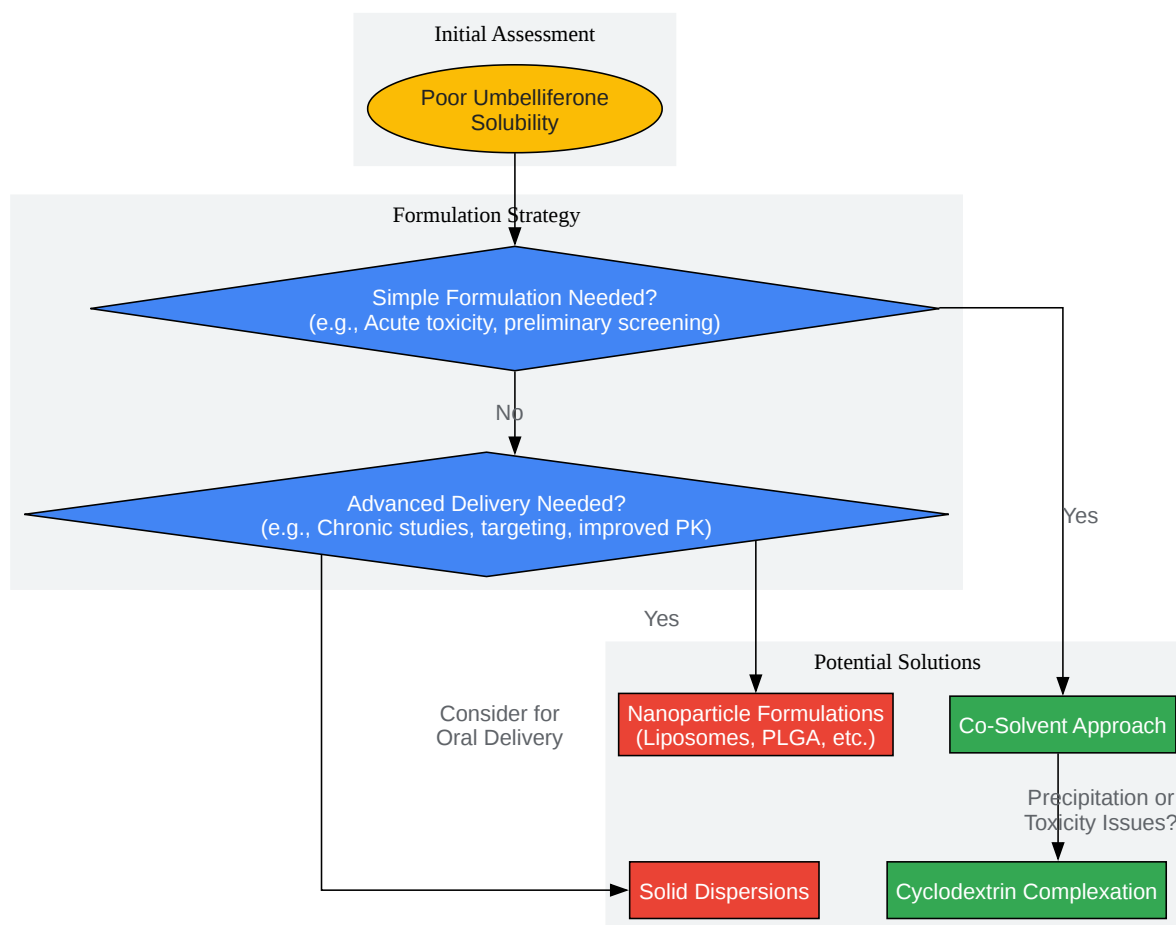 Initial Assessment
Poor Umbelliferone
Solubility
Formulation Strategy
Simple Formulation Needed?
(e.g., Acute toxicity, preliminary screening)
No
Advanced Delivery Needed?
(e.g., Chronic studies, targeting, improved PK)
Yes
Yes
Potential Solutions
Consider for
Oral Delivery
Nanoparticle Formulations
(Liposomes, PLGA, etc.)
Co-Solvent Approach
Precipitation or
Toxicity Issues?
Solid Dispersions
Cyclodextrin Complexation